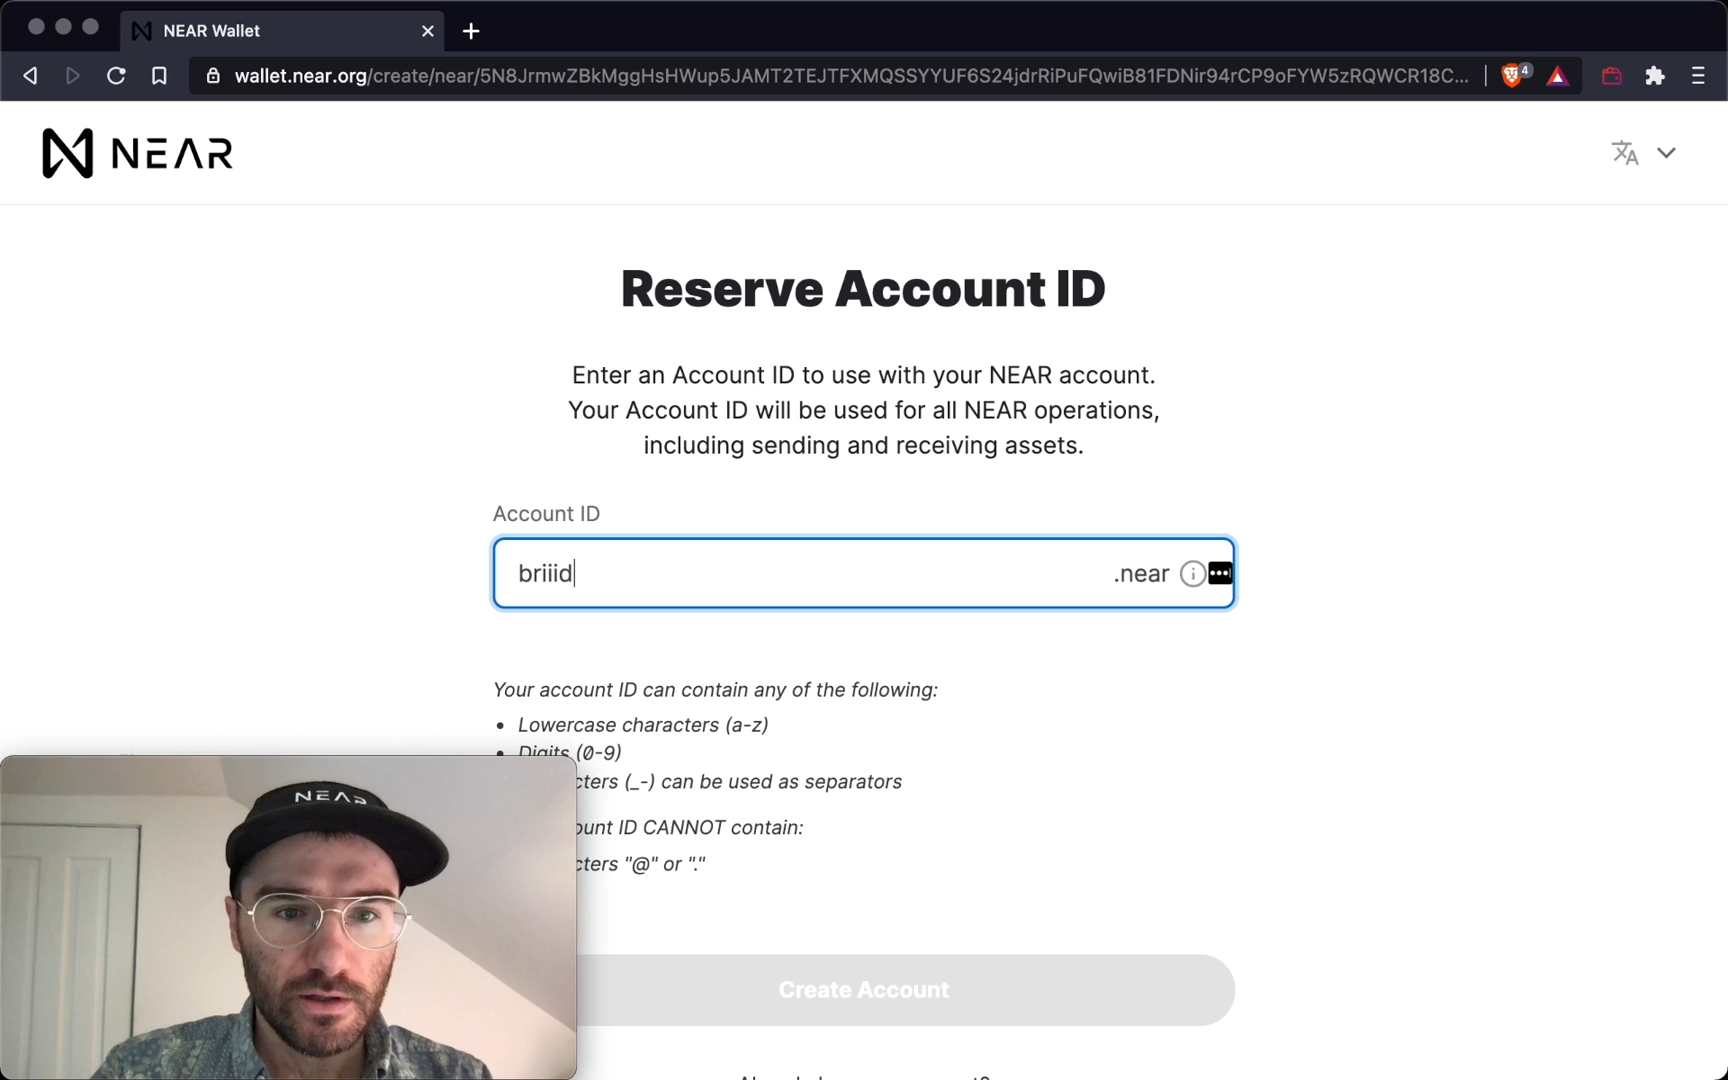 NEAR Wallet
wallet.near.org/create/near/5N8JrmwZBkMggHsHWup5JAMT2TEJTFXMQSSYYUF6S24jdrRiPuFQwiB81FDNir94rCP9oFYW5zRQWCR18C...
4
NEAR
Reserve Account ID
Enter an Account ID to use with your NEAR account.
Your Account ID will be used for all NEAR operations,
including sending and receiving assets.
Account ID
briiid
.near
Your account ID can contain any of the following:
• Lowercase characters (a-z)
• Digits (0-9)
cters (_-) can be used as separators
ount ID CANNOT contain:
cters "@" or "."
NEAR
Create Account